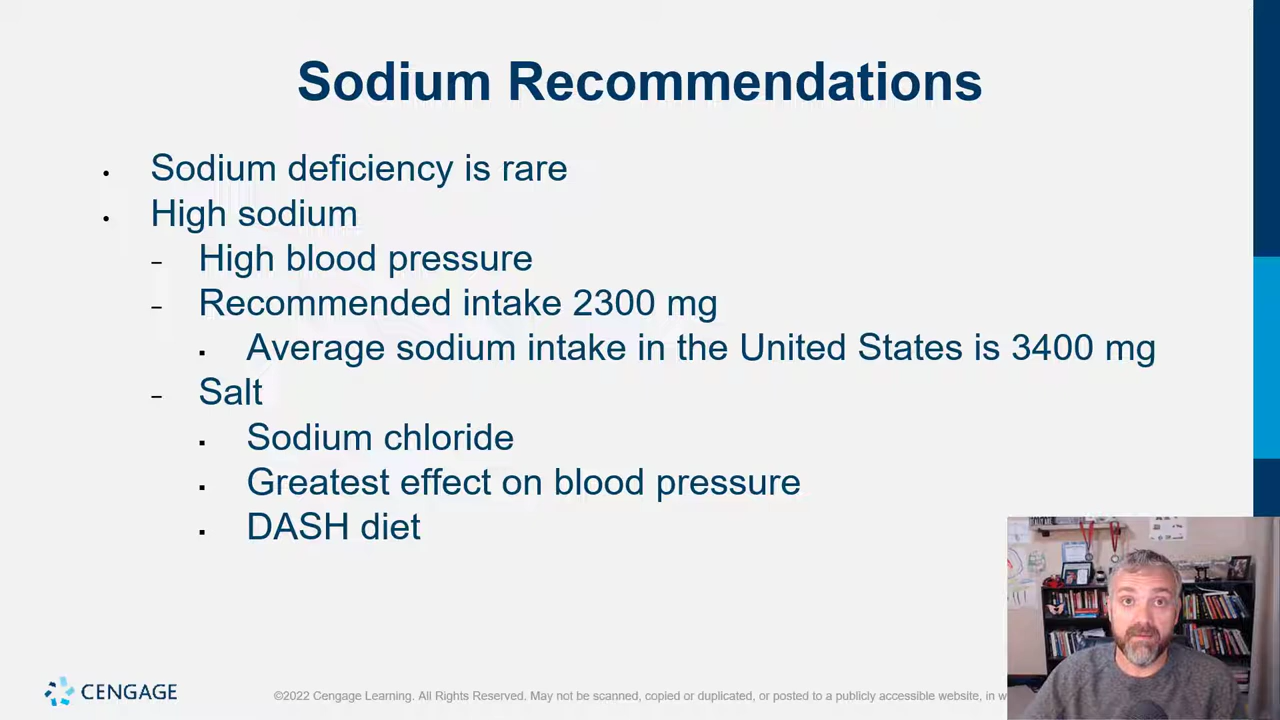 Sodium Recommendations
· Sodium deficiency is rare
· High sodium
– High blood pressure
– Recommended intake 2300 mg
▪ Average sodium intake in the United States is 3400 mg
– Salt
▪ Sodium chloride
▪ Greatest effect on blood pressure
▪ DASH diet
CENGAGE
©2022 Cengage Learning. All Rights Reserved. May not be scanned, copied or duplicated, or posted to a publicly accessible website, in w